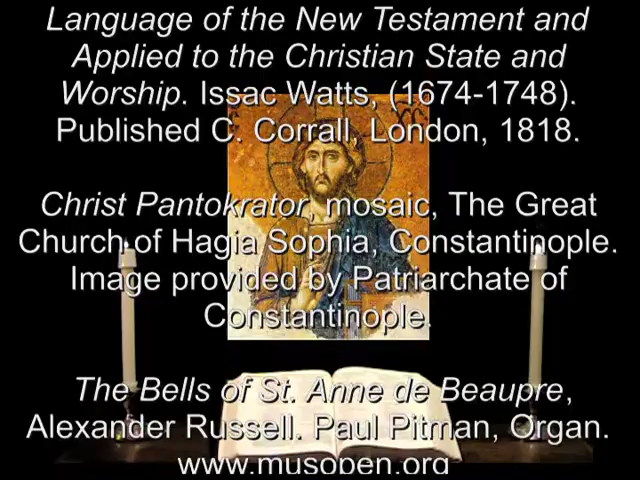 Language of the New Testament and
Applied to the Christian State and
Worship. Issac Watts, (1674-1748).
Published C. Corrall, London, 1818.
Christ Pantokrator, mosaic, The Great
Church of Hagia Sophia, Constantinople.
Image provided by Patriarchate of
Constantinople.
The Bells of St. Anne de Beaupre,
Alexander Russell. Paul Pitman, Organ.
www.musopen.org